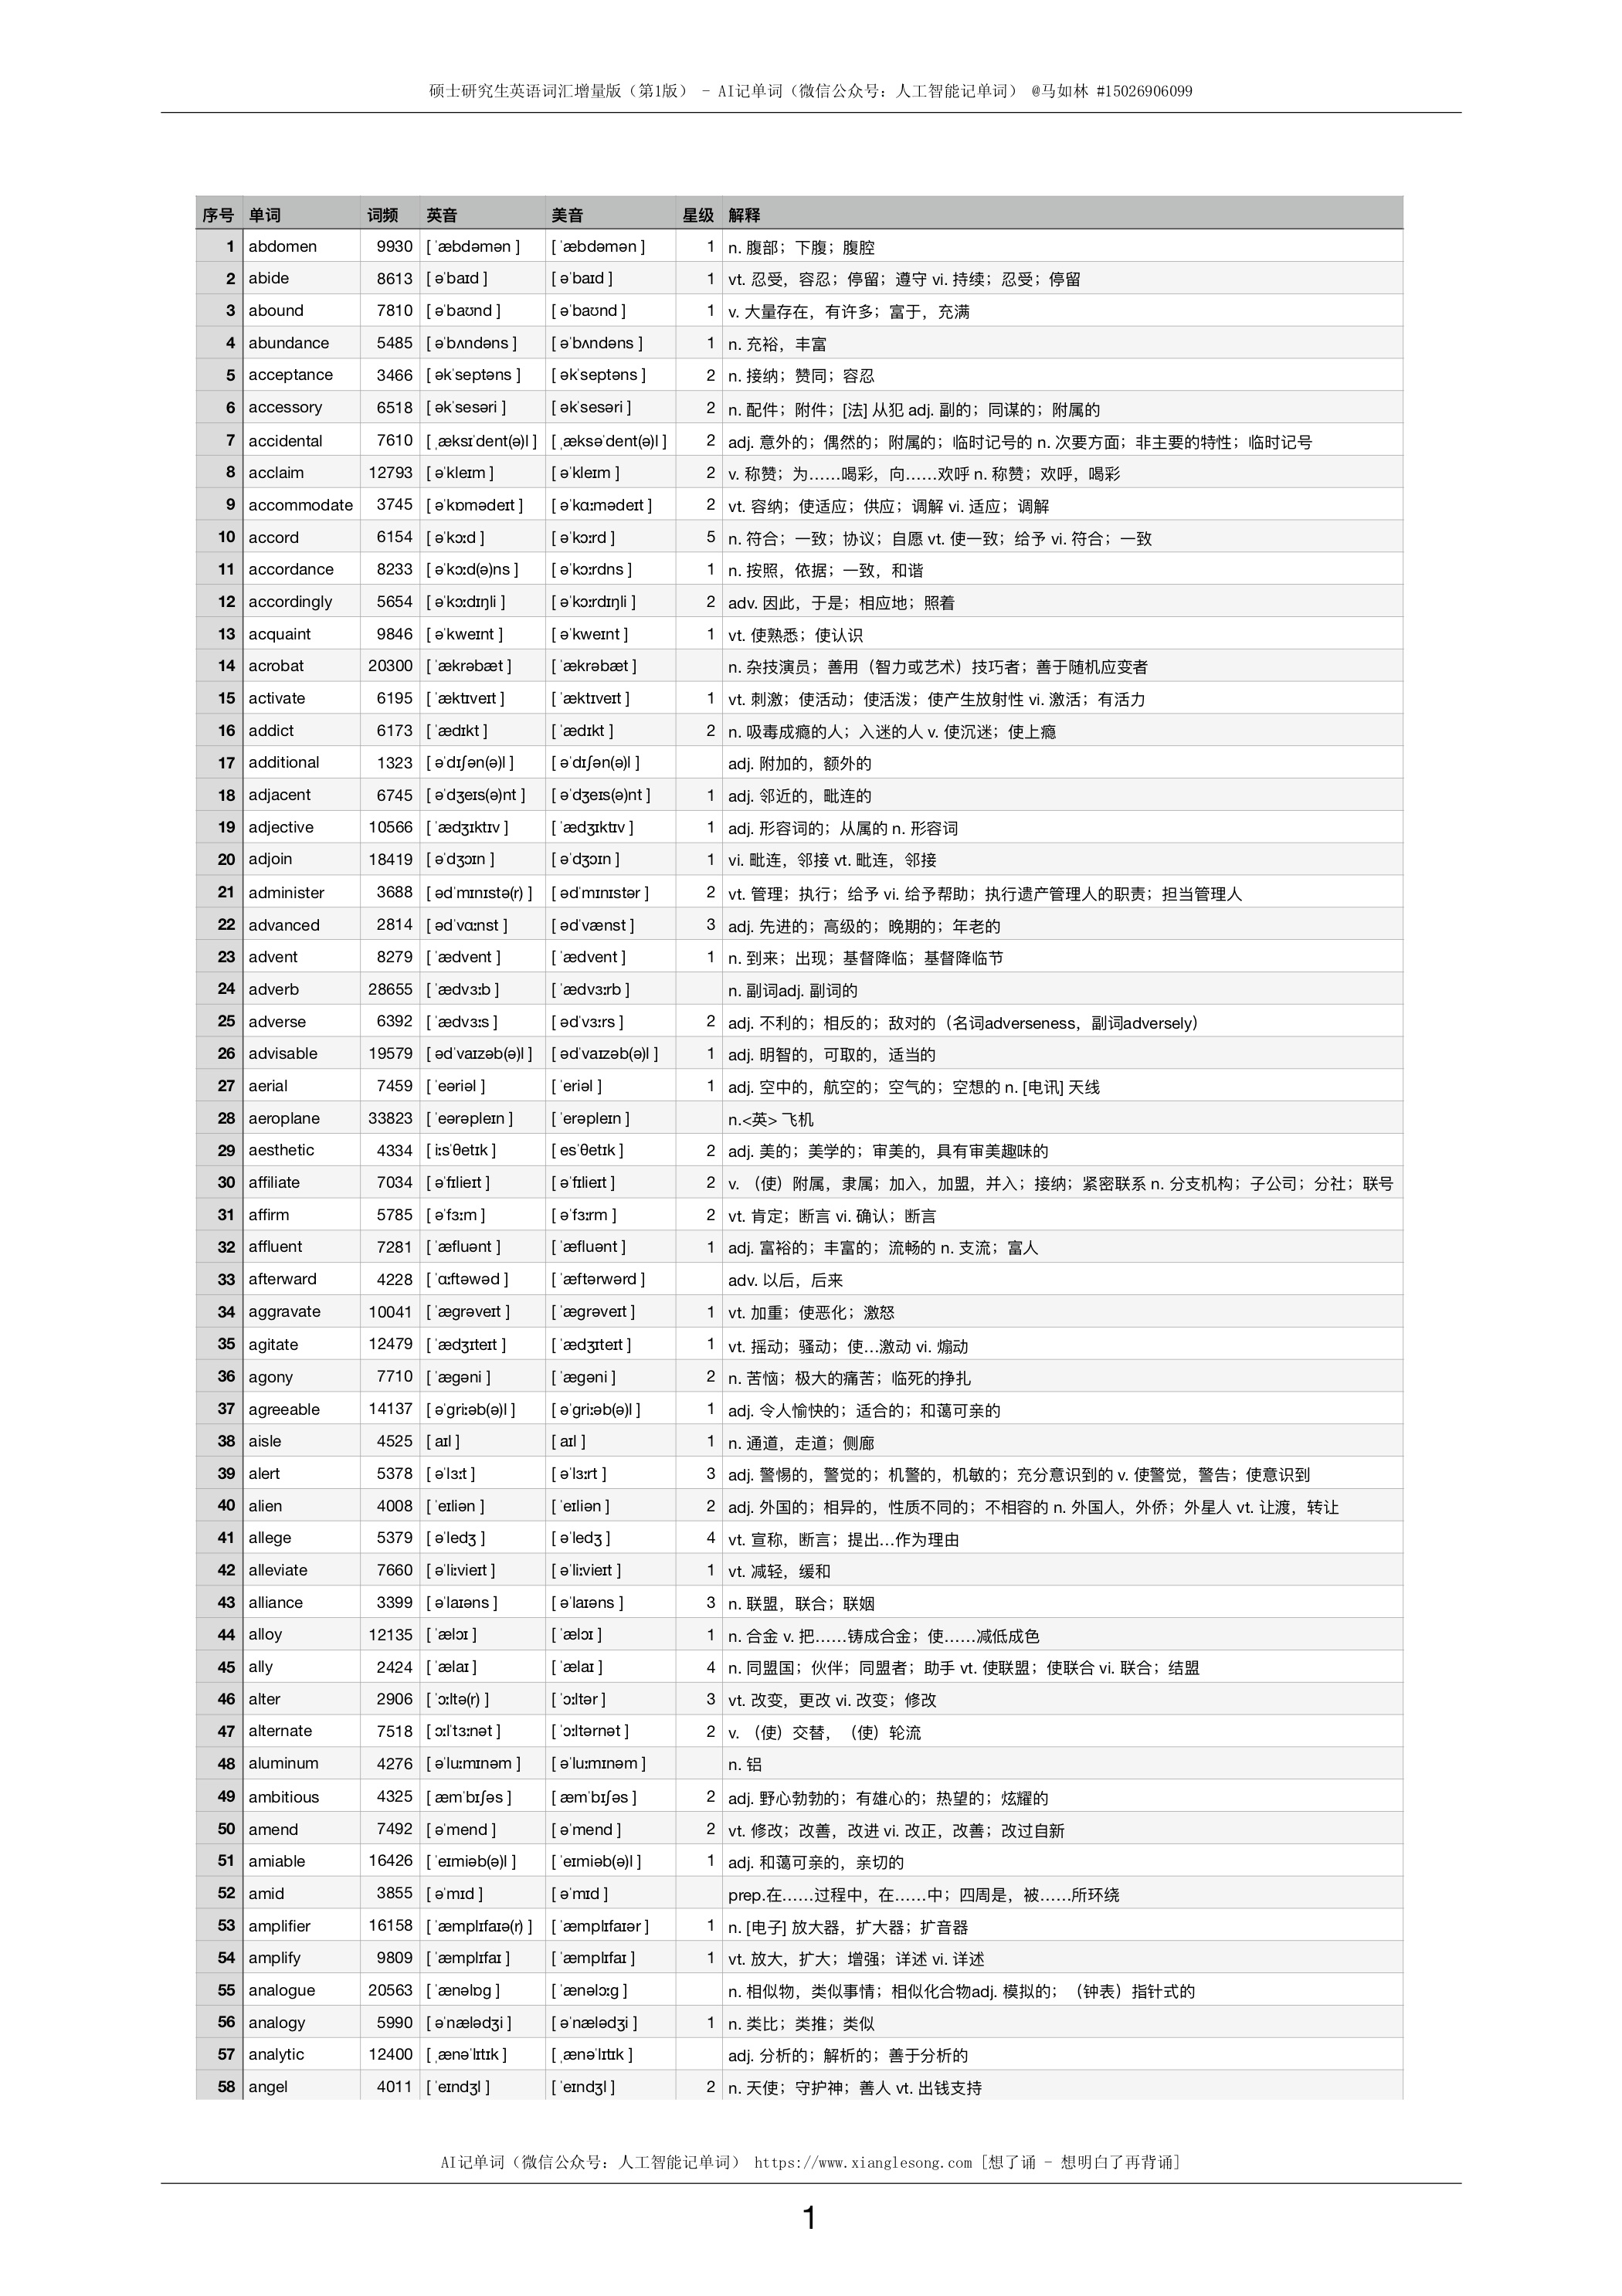 硕士研究生英语词汇增量版（第1版） - AI记单词（微信公众号：人工智能记单词） @马如林 #15026906099
序号 单词 词频 英音 美音 星级 解释
1 abdomen 9930 [ ˈæbdəmən ] [ ˈæbdəmən ] 1 n. 腹部；下腹；腹腔
2 abide 8613 [ əˈbaɪd ] [ əˈbaɪd ] 1 vt. 忍受，容忍；停留；遵守 vi. 持续；忍受；停留
3 abound 7810 [ əˈbaʊnd ] [ əˈbaʊnd ] 1 v. 大量存在，有许多；富于，充满
4 abundance 5485 [ əˈbʌndəns ] [ əˈbʌndəns ] 1 n. 充裕，丰富
5 acceptance 3466 [ əkˈseptəns ] [ əkˈseptəns ] 2 n. 接纳；赞同；容忍
6 accessory 6518 [ əkˈsesəri ] [ əkˈsesəri ] 2 n. 配件；附件；[法] 从犯 adj. 副的；同谋的；附属的
7 accidental 7610 [ ˌæksɪˈdent(ə)l ] [ ˌæksəˈdent(ə)l ] 2 adj. 意外的；偶然的；附属的；临时记号的 n. 次要方面；非主要的特性；临时记号
8 acclaim 12793 [ əˈkleɪm ] [ əˈkleɪm ] 2 v. 称赞；为……喝彩，向……欢呼 n. 称赞；欢呼，喝彩
9 accommodate 3745 [ əˈkɒmədeɪt ] [ əˈkɑːmədeɪt ] 2 vt. 容纳；使适应；供应；调解 vi. 适应；调解
10 accord 6154 [ əˈkɔːd ] [ əˈkɔːrd ] 5 n. 符合；一致；协议；自愿 vt. 使一致；给予 vi. 符合；一致
11 accordance 8233 [ əˈkɔːd(ə)ns ] [ əˈkɔːrdns ] 1 n. 按照，依据；一致，和谐
12 accordingly 5654 [ əˈkɔːdɪŋli ] [ əˈkɔːrdɪŋli ] 2 adv. 因此，于是；相应地；照着
13 acquaint 9846 [ əˈkweɪnt ] [ əˈkweɪnt ] 1 vt. 使熟悉；使认识
14 acrobat 20300 [ ˈækrəbæt ] [ ˈækrəbæt ] n. 杂技演员；善用（智力或艺术）技巧者；善于随机应变者
15 activate 6195 [ ˈæktɪveɪt ] [ ˈæktɪveɪt ] 1 vt. 刺激；使活动；使活泼；使产生放射性 vi. 激活；有活力
16 addict 6173 [ ˈædɪkt ] [ ˈædɪkt ] 2 n. 吸毒成瘾的人；入迷的人 v. 使沉迷；使上瘾
17 additional 1323 [ əˈdɪʃən(ə)l ] [ əˈdɪʃən(ə)l ] adj. 附加的，额外的
18 adjacent 6745 [ əˈdʒeɪs(ə)nt ] [ əˈdʒeɪs(ə)nt ] 1 adj. 邻近的，毗连的
19 adjective 10566 [ ˈædʒɪktɪv ] [ ˈædʒɪktɪv ] 1 adj. 形容词的；从属的 n. 形容词
20 adjoin 18419 [ əˈdʒɔɪn ] [ əˈdʒɔɪn ] 1 vi. 毗连，邻接 vt. 毗连，邻接
21 administer 3688 [ ədˈmɪnɪstə(r) ] [ ədˈmɪnɪstər ] 2 vt. 管理；执行；给予 vi. 给予帮助；执行遗产管理人的职责；担当管理人
22 advanced 2814 [ ədˈvɑːnst ] [ ədˈvænst ] 3 adj. 先进的；高级的；晚期的；年老的
23 advent 8279 [ ˈædvent ] [ ˈædvent ] 1 n. 到来；出现；基督降临；基督降临节
24 adverb 28655 [ ˈædvɜːb ] [ ˈædvɜːrb ] n. 副词adj. 副词的
25 adverse 6392 [ ˈædvɜːs ] [ ədˈvɜːrs ] 2 adj. 不利的；相反的；敌对的（名词adverseness，副词adversely）
26 advisable 19579 [ ədˈvaɪzəb(ə)l ] [ ədˈvaɪzəb(ə)l ] 1 adj. 明智的，可取的，适当的
27 aerial 7459 [ ˈeəriəl ] [ ˈeriəl ] 1 adj. 空中的，航空的；空气的；空想的 n. [电讯] 天线
28 aeroplane 33823 [ ˈeərəpleɪn ] [ ˈerəpleɪn ] n.<英> 飞机
29 aesthetic 4334 [ iːsˈθetɪk ] [ esˈθetɪk ] 2 adj. 美的；美学的；审美的，具有审美趣味的
30 affiliate 7034 [ əˈfɪlieɪt ] [ əˈfɪlieɪt ] 2 v. （使）附属，隶属；加入，加盟，并入；接纳；紧密联系 n. 分支机构；子公司；分社；联号
31 affirm 5785 [ əˈfɜːm ] [ əˈfɜːrm ] 2 vt. 肯定；断言 vi. 确认；断言
32 affluent 7281 [ ˈæfluənt ] [ ˈæfluənt ] 1 adj. 富裕的；丰富的；流畅的 n. 支流；富人
33 afterward 4228 [ ˈɑːftəwəd ] [ ˈæftərwərd ] adv. 以后，后来
34 aggravate 10041 [ ˈægrəveɪt ] [ ˈægrəveɪt ] 1 vt. 加重；使恶化；激怒
35 agitate 12479 [ ˈædʒɪteɪt ] [ ˈædʒɪteɪt ] 1 vt. 摇动；骚动；使…激动 vi. 煽动
36 agony 7710 [ ˈægəni ] [ ˈægəni ] 2 n. 苦恼；极大的痛苦；临死的挣扎
37 agreeable 14137 [ əˈgriːəb(ə)l ] [ əˈgriːəb(ə)l ] 1 adj. 令人愉快的；适合的；和蔼可亲的
38 aisle 4525 [ aɪl ] [ aɪl ] 1 n. 通道，走道；侧廊
39 alert 5378 [ əˈlɜːt ] [ əˈlɜːrt ] 3 adj. 警惕的，警觉的；机警的，机敏的；充分意识到的 v. 使警觉，警告；使意识到
40 alien 4008 [ ˈeɪliən ] [ ˈeɪliən ] 2 adj. 外国的；相异的，性质不同的；不相容的 n. 外国人，外侨；外星人 vt. 让渡，转让
41 allege 5379 [ əˈledʒ ] [ əˈledʒ ] 4 vt. 宣称，断言；提出…作为理由
42 alleviate 7660 [ əˈliːvieɪt ] [ əˈliːvieɪt ] 1 vt. 减轻，缓和
43 alliance 3399 [ əˈlaɪəns ] [ əˈlaɪəns ] 3 n. 联盟，联合；联姻
44 alloy 12135 [ ˈælɔɪ ] [ ˈælɔɪ ] 1 n. 合金 v. 把……铸成合金；使……减低成色
45 ally 2424 [ ˈælaɪ ] [ ˈælaɪ ] 4 n. 同盟国；伙伴；同盟者；助手 vt. 使联盟；使联合 vi. 联合；结盟
46 alter 2906 [ ˈɔːltə(r) ] [ ˈɔːltər ] 3 vt. 改变，更改 vi. 改变；修改
47 alternate 7518 [ ɔːlˈtɜːnət ] [ ˈɔːltərnət ] 2 v. （使）交替，（使）轮流
48 aluminum 4276 [ əˈluːmɪnəm ] [ əˈluːmɪnəm ] n. 铝
49 ambitious 4325 [ æmˈbɪʃəs ] [ æmˈbɪʃəs ] 2 adj. 野心勃勃的；有雄心的；热望的；炫耀的
50 amend 7492 [ əˈmend ] [ əˈmend ] 2 vt. 修改；改善，改进 vi. 改正，改善；改过自新
51 amiable 16426 [ ˈeɪmiəb(ə)l ] [ ˈeɪmiəb(ə)l ] 1 adj. 和蔼可亲的，亲切的
52 amid 3855 [ əˈmɪd ] [ əˈmɪd ] prep.在……过程中，在……中；四周是，被……所环绕
53 amplifier 16158 [ ˈæmplɪfaɪə(r) ] [ ˈæmplɪfaɪər ] 1 n. [电子] 放大器，扩大器；扩音器
54 amplify 9809 [ ˈæmplɪfaɪ ] [ ˈæmplɪfaɪ ] 1 vt. 放大，扩大；增强；详述 vi. 详述
55 analogue 20563 [ ˈænəlɒg ] [ ˈænəlɔːg ] n. 相似物，类似事情；相似化合物adj. 模拟的；（钟表）指针式的
56 analogy 5990 [ əˈnælədʒi ] [ əˈnælədʒi ] 1 n. 类比；类推；类似
57 analytic 12400 [ ˌænəˈlɪtɪk ] [ ˌænəˈlɪtɪk ] adj. 分析的；解析的；善于分析的
58 angel 4011 [ ˈeɪndʒl ] [ ˈeɪndʒl ] 2 n. 天使；守护神；善人 vt. 出钱支持
AI记单词（微信公众号：人工智能记单词） https://www.xianglesong.com [想了诵 - 想明白了再背诵]
1